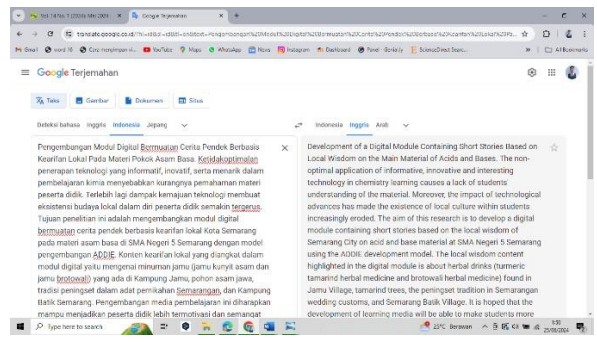 Vol. 14 No. 1 (2024) Mei 2024
Google Terjemahan
Gmail
YouTube
Maps
WhatsApp
News
Instagram
Dashboard
Panel - Genially
All Bookmarks
Google Terjemahan
Teks
Gambar
Dokumen
Situs
Deteksi bahasa Inggris Indonesia Jepang
Indonesia Inggris Arab
Pengembangan Modul Digital Bermuatan Cerita Pendek Berbasis
Kearifan Lokal Pada Materi Pokok Asam Basa. Ketidakoptimalan
penerapan teknologi yang informatif, inovatif, serta menarik dalam
pembelajaran kimia menyebabkan kurangnya pemahaman materi
peserta didik. Terlebih lagi dampak kemajuan teknologi membuat
eksistensi budaya lokal dalam diri peserta didik semakin tergerus.
Tujuan penelitian ini adalah mengembangkan modul digital
bermuatan cerita pendek berbasis kearifan lokal Kota Semarang
pada materi asam basa di SMA Negeri 5 Semarang dengan model
pengembangan ADDIE. Konten kearifan lokal yang diangkat dalam
modul digital yaitu mengenai minuman jamu (jamu kunyit asam dan
jamu brotowali) yang ada di Kampung Jamu, pohon asam jawa,
tradisi peningset dalam adat pernikahan Semarangan, dan Kampung
Batik Semarang. Pengembangan media pembelajaran ini diharapkan
mampu menjadikan peserta didik lebih termotivasi dan semangat
Development of a Digital Module Containing Short Stories Based on
Local Wisdom on the Main Material of Acids and Bases. The non-
optimal application of informative, innovative and interesting
technology in chemistry learning causes a lack of students'
understanding of the material. Moreover, the impact of technological
advances has made the existence of local culture within students
increasingly eroded. The aim of this research is to develop a digital
module containing short stories based on the local wisdom of
Semarang City on acid and base material at SMA Negeri 5 Semarang
using the ADDIE development model. The local wisdom content
highlighted in the digital module is about herbal drinks (turmeric
tamarind herbal medicine and brotowali herbal medicine) found in
Jamu Village, tamarind trees, the peningset tradition in Semarangan
wedding customs, and Semarang Batik Village. It is hoped that the
development of learning media will be able to make students more
Type here to search
25°C Berawan